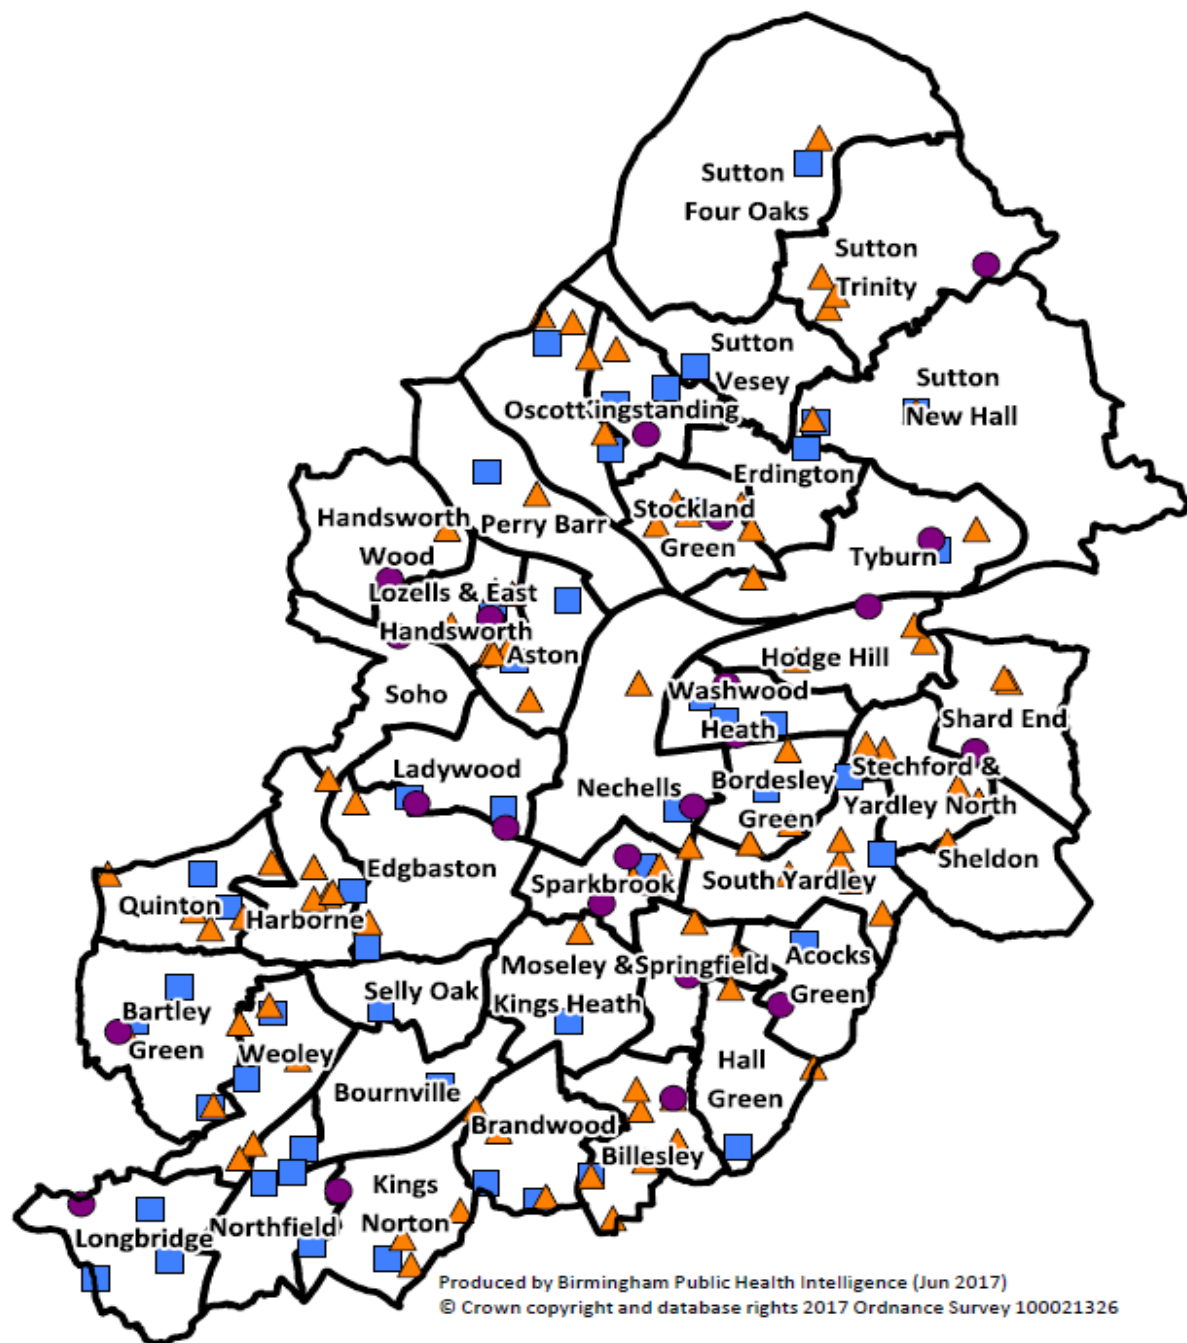 Sutton
Four Oaks
Sutton
Trinity
Sutton
Vesey
Sutton
New Hall
Oscott
Kingstanding
Erdington
Stockland
Green
Tyburn
Handsworth
Wood
Perry Barr
Lozells & East
Handsworth
Aston
Soho
Hodge Hill
Washwood
Heath
Shard End
Ladywood
Nechells
Bordesley
Green
Stechford &
Yardley North
Sheldon
Edgbaston
Sparkbrook
South Yardley
Quinton
Harborne
Acocks
Green
Moseley &
Kings Heath
Springfield
Selly Oak
Bartley
Green
Weoley
Hall
Green
Bournville
Brandwood
Billesley
Kings
Norton
Northfield
Longbridge
Produced by Birmingham Public Health Intelligence (Jun 2017)
© Crown copyright and database rights 2017 Ordnance Survey 100021326